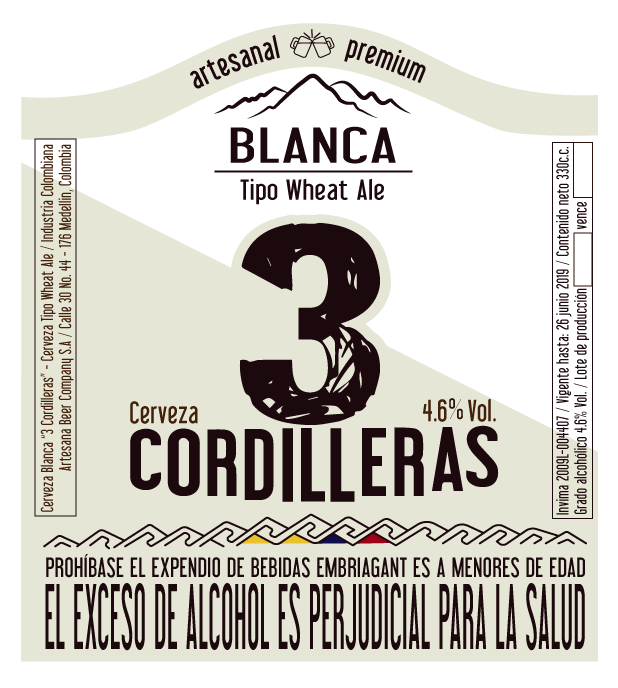 artesanal premium
BLANCA
Tipo Wheat Ale
3
Cerveza 4.6% Vol.
CORDILLERAS
PROHÍBASE EL EXPENDIO DE BEBIDAS EMBRIAGANT ES A MENORES DE EDAD
EL EXCESO DE ALCOHOL ES PERJUDICIAL PARA LA SALUD
Cerveza Blanca "3 Cordilleras" - Cerveza Tipo Wheat Ale / Industria Colombiana
Artesana Beer Company S.A / Calle 30 No. 44 - 176 Medellín, Colombia
Invima 2009L-004407 / Vigente hasta: 26 junio 2019 / Contenido neto 330c.c.
Grado alcohólico 4.6% Vol. / Lote de producción vence